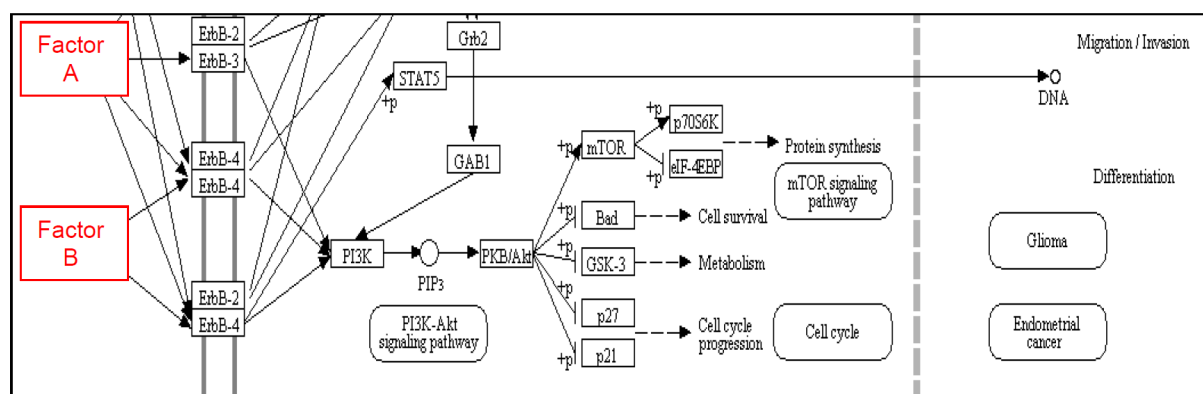 Factor
A
Factor
B
ErbB-2
ErbB-3
ErbB-4
ErbB-4
ErbB-2
ErbB-4
Grb2
STAT5
+p
GAB1
PI3K
PIP3
PI3K-Akt
signaling pathway
PKB/Akt
+p
mTOR
+p
p70S6K
+p
eIF-4EBP
Protein synthesis
mTOR signaling
pathway
+p
Bad
Cell survival
+p
GSK-3
Metabolism
+p
p27
+p
p21
Cell cycle
progression
Cell cycle
Migration / Invasion
DNA
Differentiation
Glioma
Endometrial
cancer